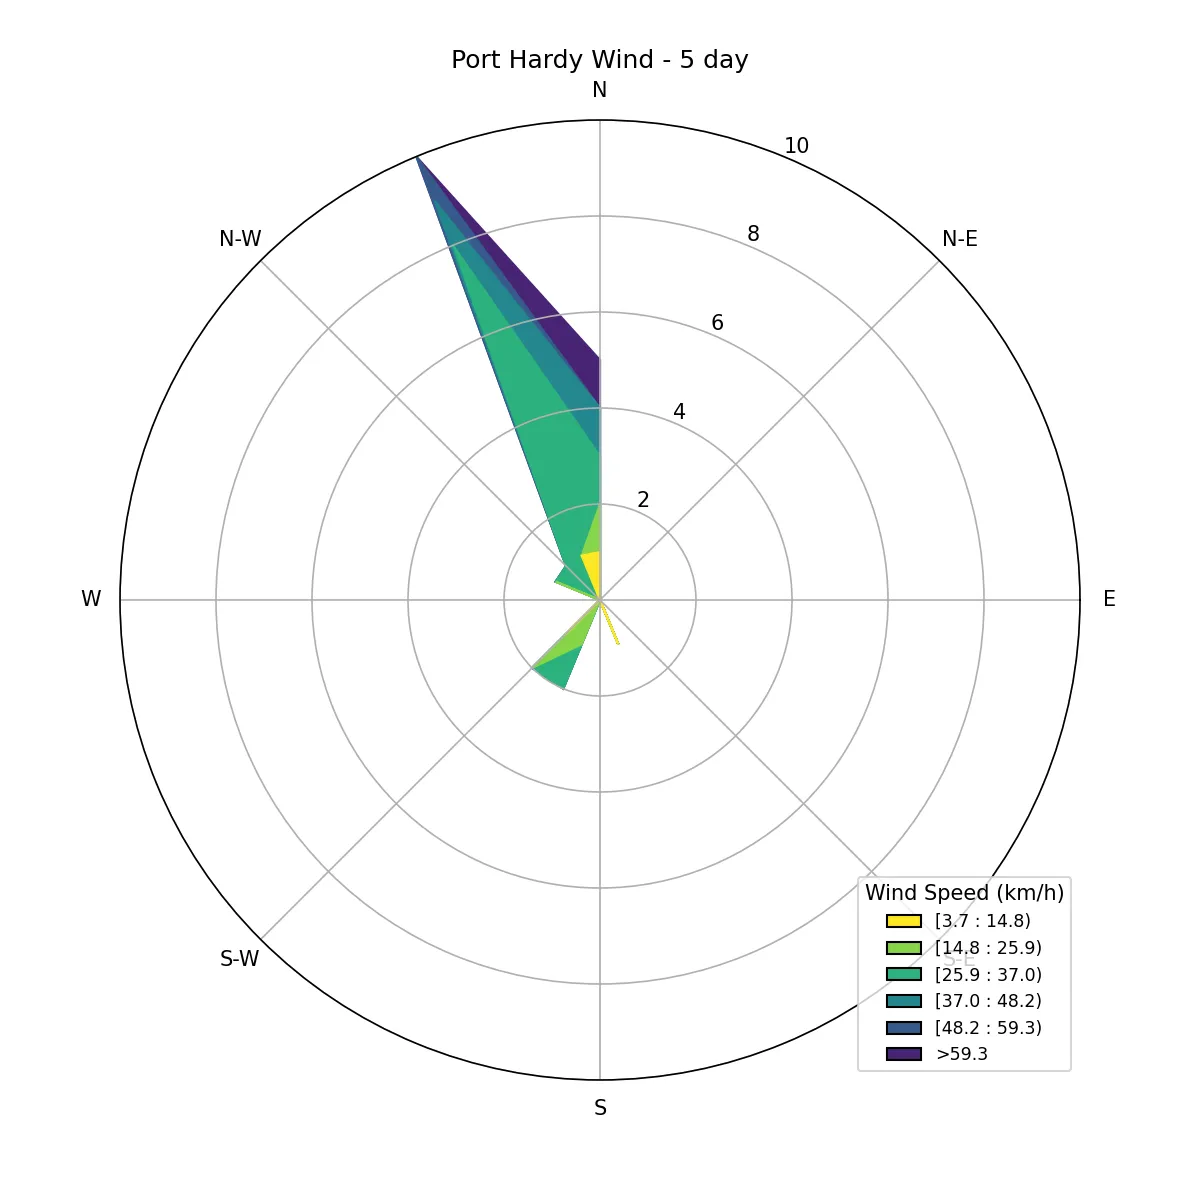 Port Hardy Wind - 5 day
N
10
N-W
8
N-E
6
4
2
W
E
S-W
S-E
S
Wind Speed (km/h)
[3.7 : 14.8)
[14.8 : 25.9)
[25.9 : 37.0)
[37.0 : 48.2)
[48.2 : 59.3)
>59.3